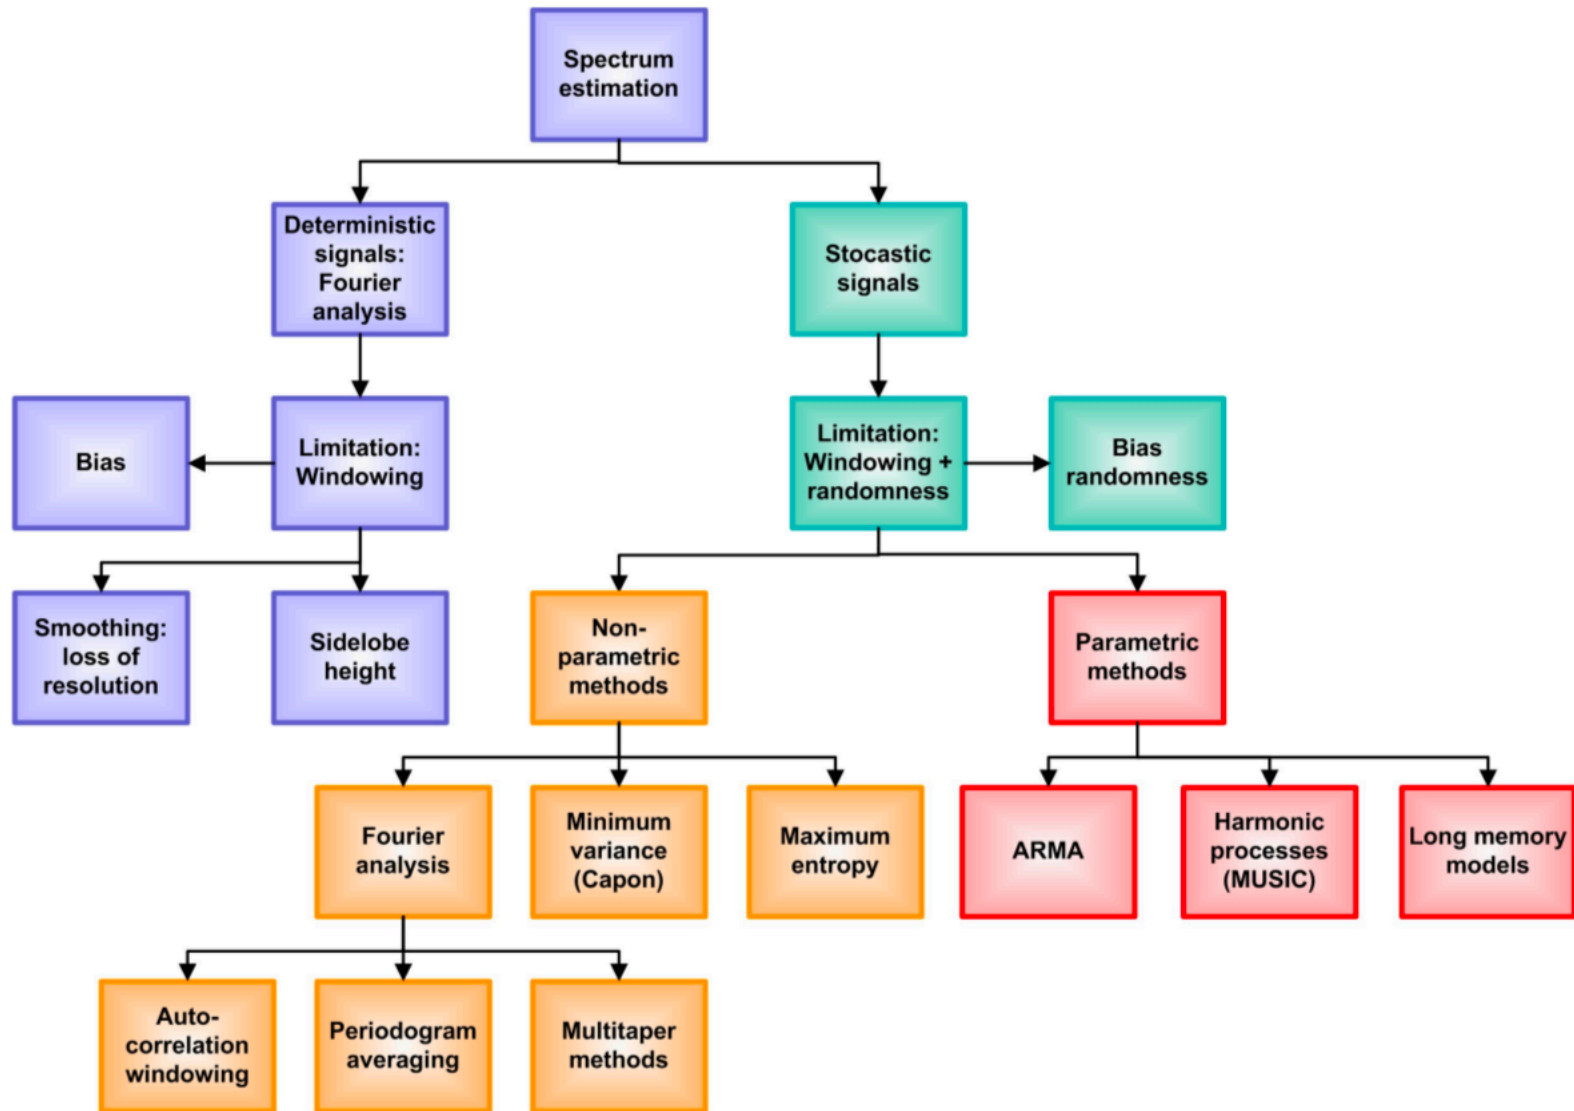 Spectrum
estimation
Deterministic
signals:
Fourier
analysis
Stocastic
signals
Bias
Limitation:
Windowing
Limitation:
Windowing +
randomness
Bias
randomness
Smoothing:
loss of
resolution
Sidelobe
height
Non-
parametric
methods
Parametric
methods
Fourier
analysis
Minimum
variance
(Capon)
Maximum
entropy
ARMA
Harmonic
processes
(MUSIC)
Long memory
models
Auto-
correlation
windowing
Periodogram
averaging
Multitaper
methods